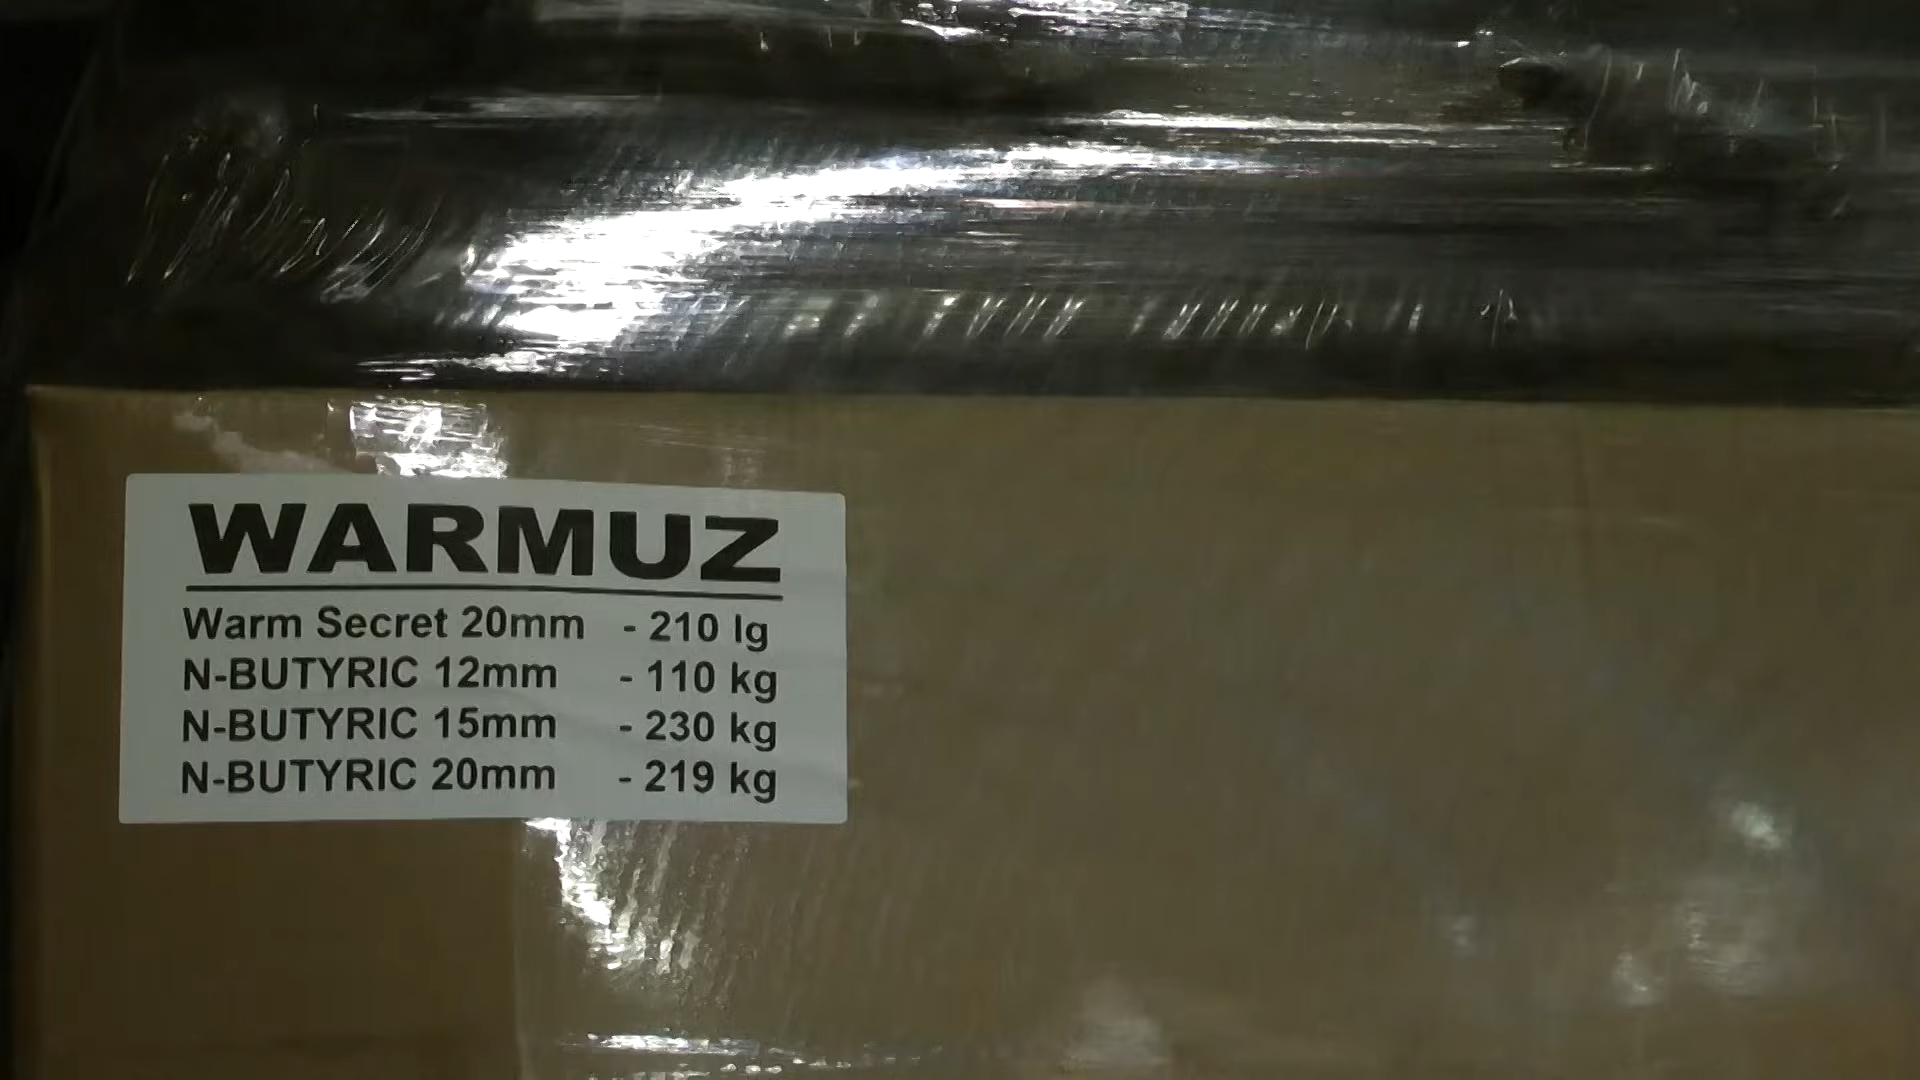 WARMUZ
Warm Secret 20mm - 210 lg
N-BUTYRIC 12mm - 110 kg
N-BUTYRIC 15mm - 230 kg
N-BUTYRIC 20mm - 219 kg